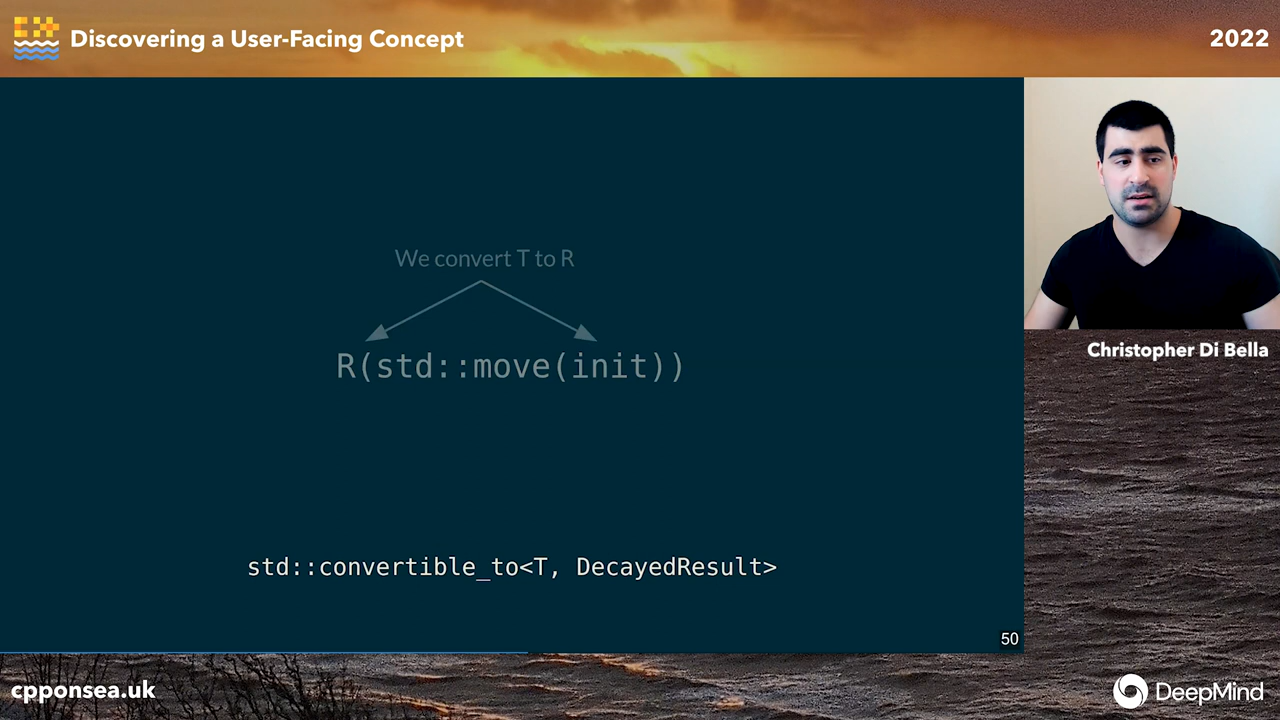 Discovering a User-Facing Concept
2022
We convert T to R
R(std::move(init))
Christopher Di Bella
std::convertible_to<T, DecayedResult>
50
cpponsea.uk
DeepMind